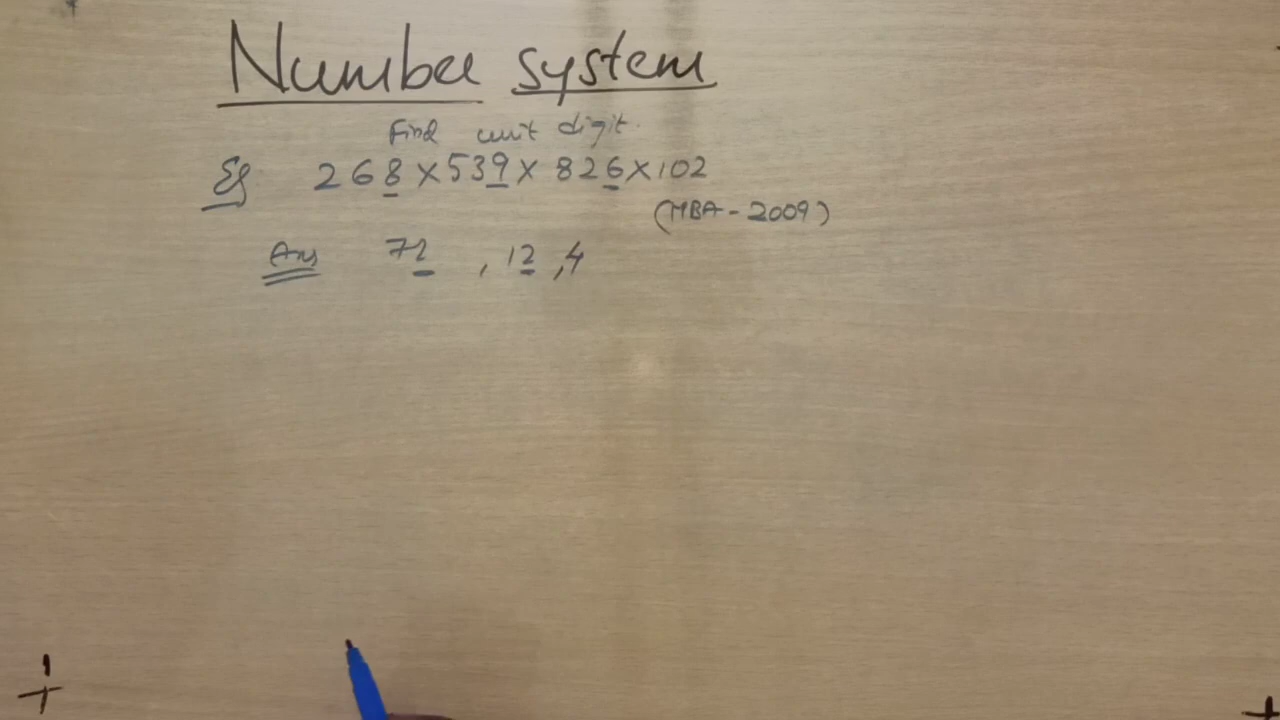 Number system
Find unit digit.
Eg 268 × 539 × 826 × 102
(MBA - 2009)
Ans 72 , 12 , 4